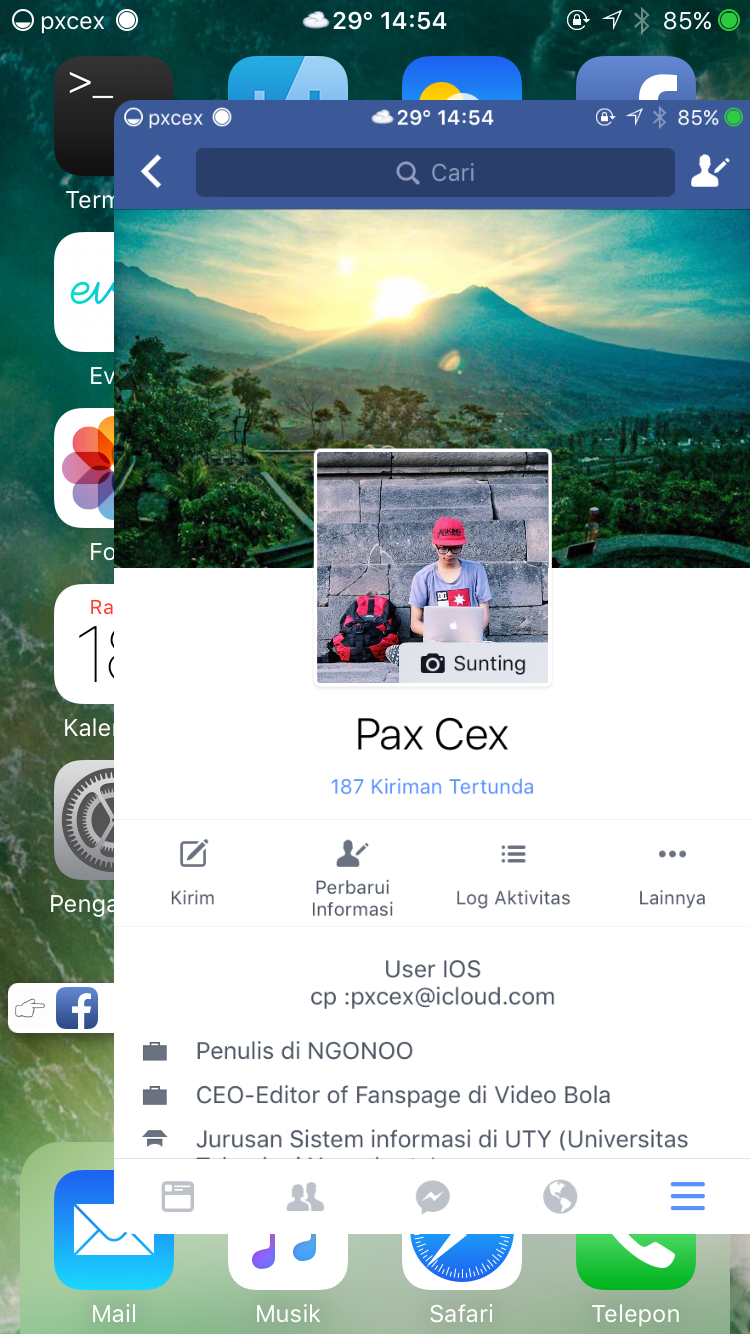 pxcex 29° 14:54 85%
>_
pxcex 29° 14:54 85%
Cari
Term
ev
Ev
Fo
Ra
Kaler
Penga
Sunting
Pax Cex
187 Kiriman Tertunda
Kirim
Perbarui
Informasi
Log Aktivitas
Lainnya
User IOS
cp :pxcex@icloud.com
Penulis di NGONOO
CEO-Editor of Fanspage di Video Bola
Jurusan Sistem informasi di UTY (Universitas
Mail
Musik
Safari
Telepon